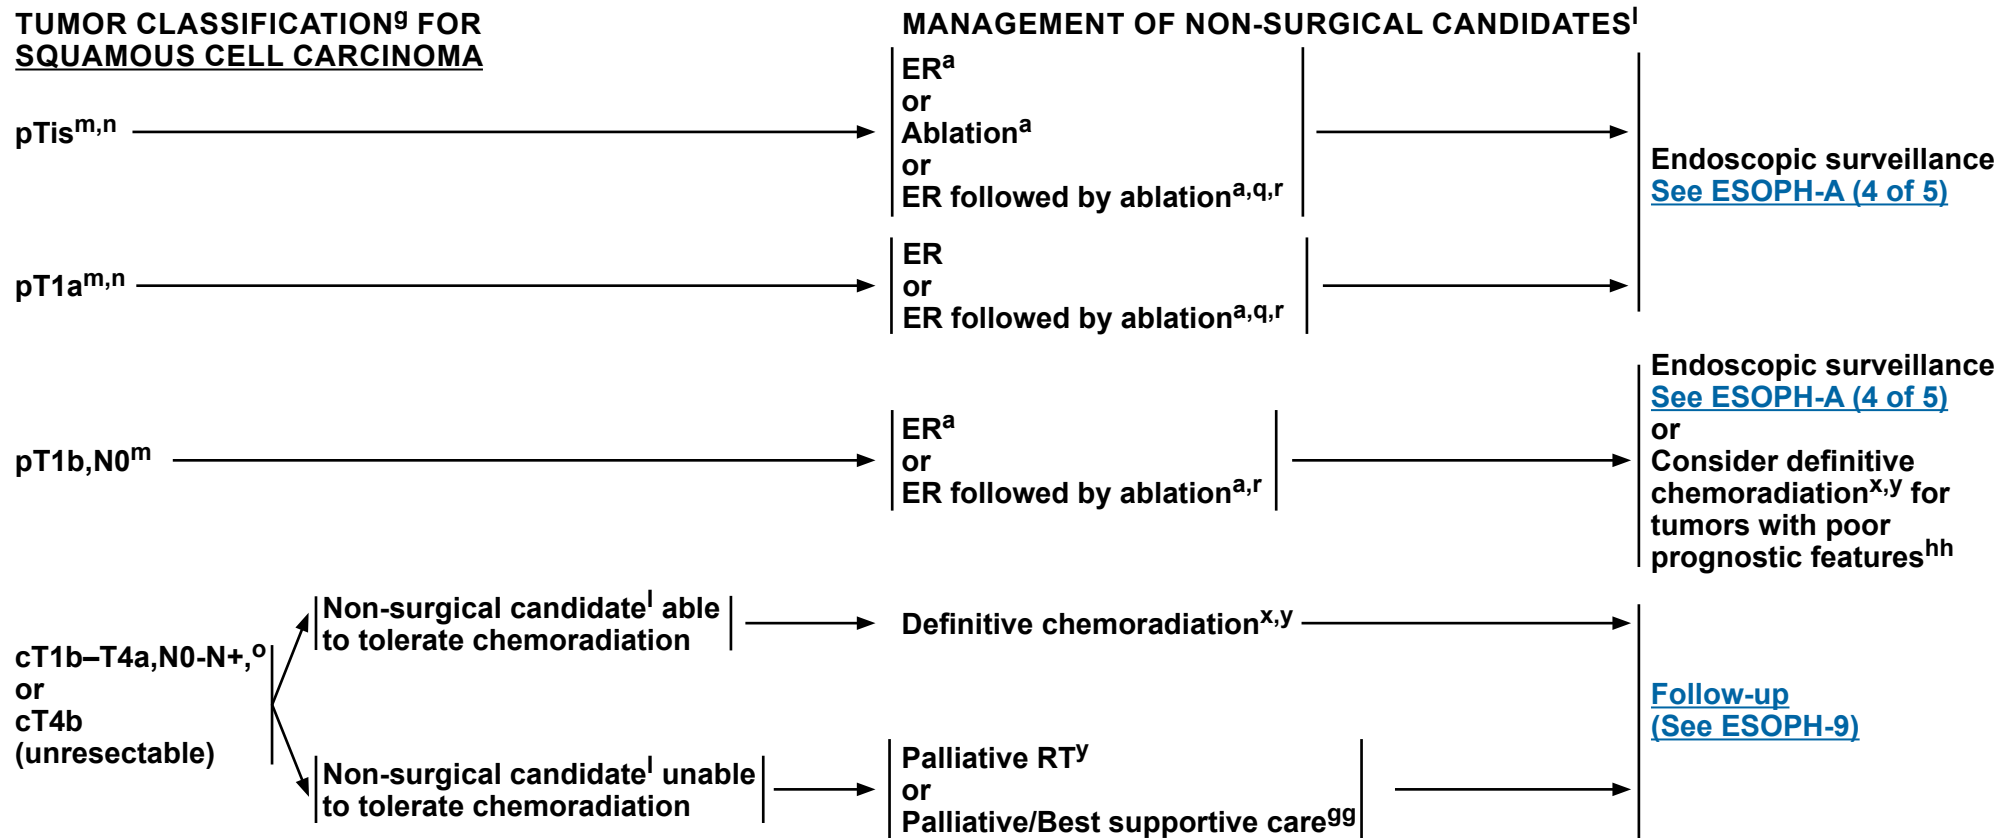 TUMOR CLASSIFICATIONg FOR
SQUAMOUS CELL CARCINOMA
MANAGEMENT OF NON-SURGICAL CANDIDATESl
pTism,n
ERa
or
Ablationa
or
ER followed by ablationa,q,r
Endoscopic surveillance
See ESOPH-A (4 of 5)
pT1am,n
ER
or
ER followed by ablationa,q,r
pT1b,N0m
ERa
or
ER followed by ablationa,r
Endoscopic surveillance
See ESOPH-A (4 of 5)
or
Consider definitive
chemoradiationx,y for
tumors with poor
prognostic featureshh
cT1b–T4a,N0-N+,o
or
cT4b
(unresectable)
Non-surgical candidatel able
to tolerate chemoradiation
Definitive chemoradiationx,y
Non-surgical candidatel unable
to tolerate chemoradiation
Palliative RTy
or
Palliative/Best supportive caregg
Follow-up
(See ESOPH-9)